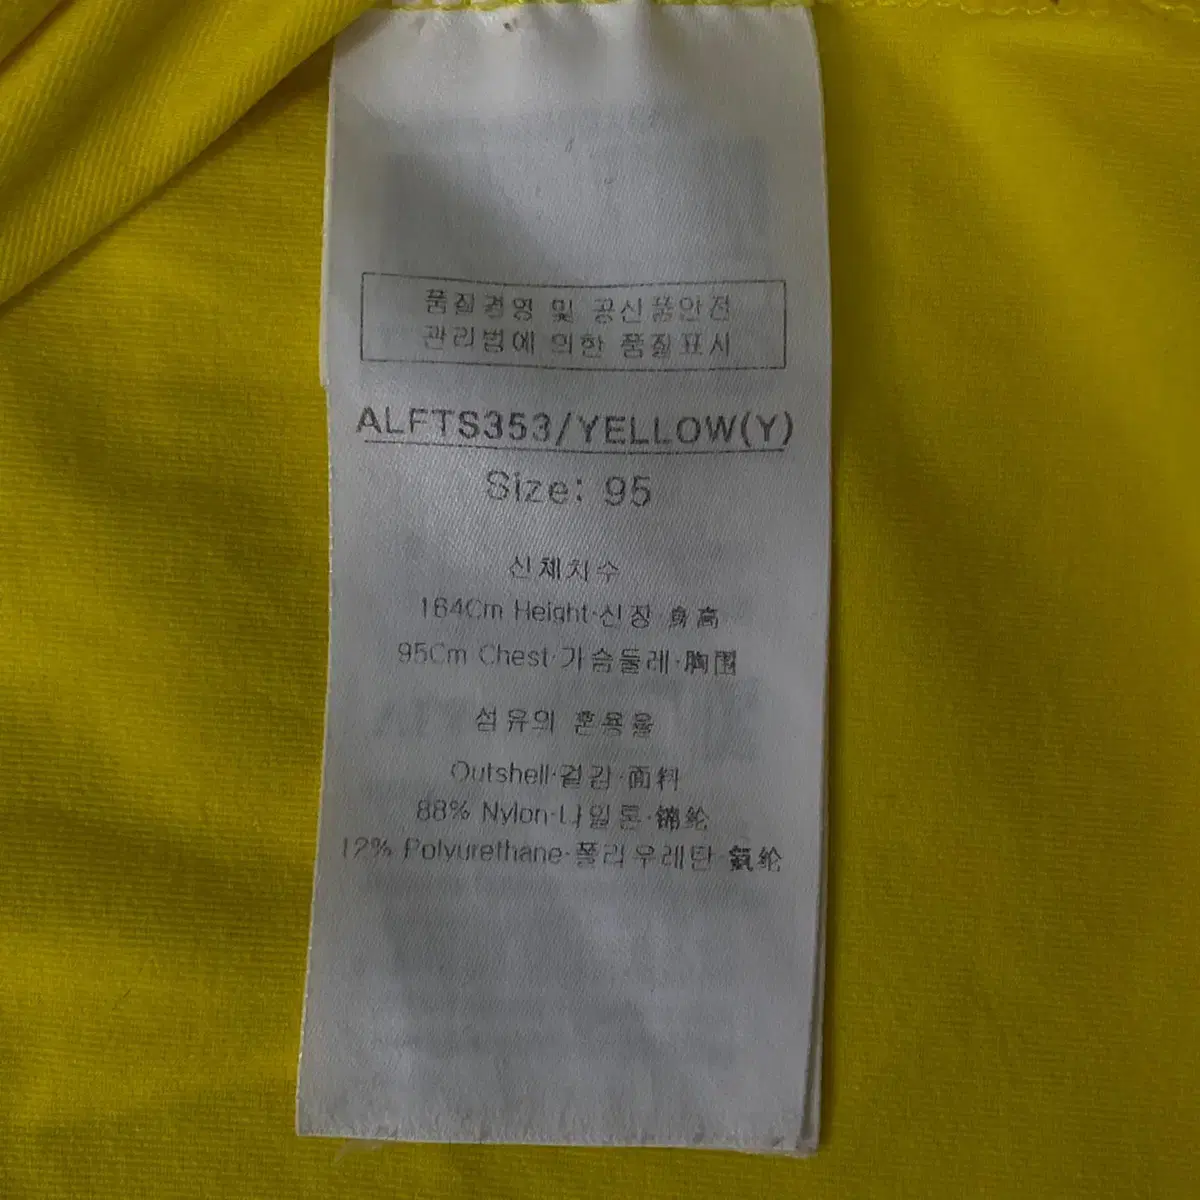 품질경영 및 공신품안전
관리법에 의한 품질표시
ALFTS353/YELLOW(Y)
Size: 95
신체치수
164Cm Height·신장·身高
95Cm Chest·가슴둘레·胸围
섬유의 혼용율
Outshell·겉감·面料
88% Nylon·나일론·锦纶
12% Polyurethane·폴리우레탄·氨纶